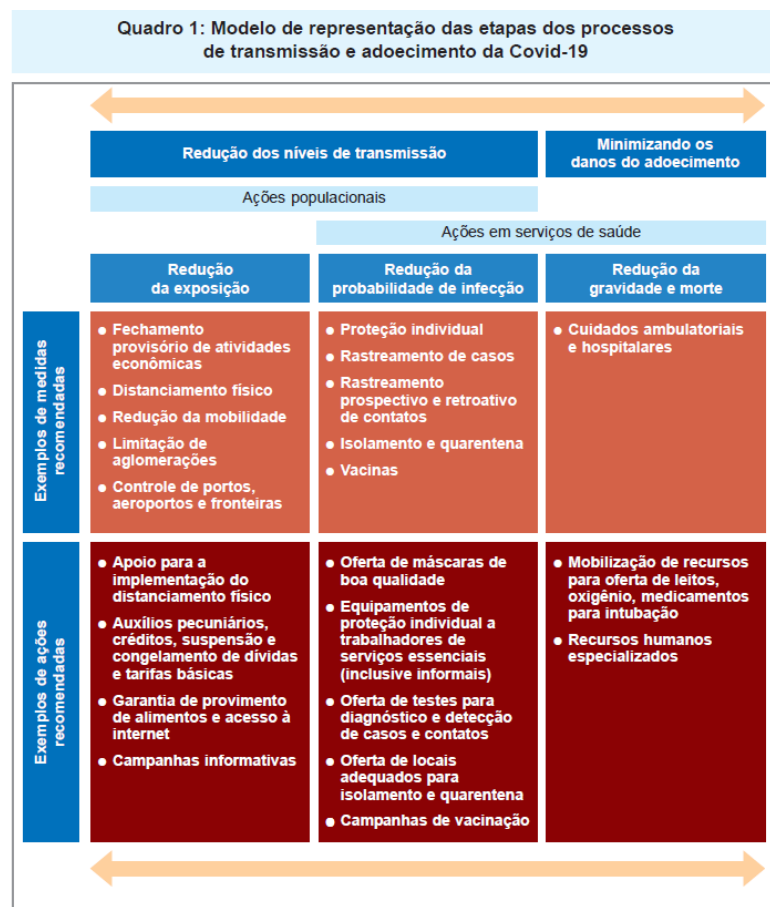 Quadro 1: Modelo de representação das etapas dos processos
de transmissão e adoecimento da Covid-19
Redução dos níveis de transmissão
Minimizando os
danos do adoecimento
Ações populacionais
Ações em serviços de saúde
Redução
da exposição
Redução da
probabilidade de infecção
Redução da
gravidade e morte
Exemplos de medidas
recomendadas
● Fechamento
provisório de atividades
econômicas
● Distanciamento físico
● Redução da mobilidade
● Limitação de
aglomerações
● Controle de portos,
aeroportos e fronteiras
● Proteção individual
● Rastreamento de casos
● Rastreamento
prospectivo e retroativo
de contatos
● Isolamento e quarentena
● Vacinas
● Cuidados ambulatoriais
e hospitalares
Exemplos de ações
recomendadas
● Apoio para a
implementação do
distanciamento físico
● Auxílios pecuniários,
créditos, suspensão e
congelamento de dívidas
e tarifas básicas
● Garantia de provimento
de alimentos e acesso à
internet
● Campanhas informativas
● Oferta de máscaras de
boa qualidade
● Equipamentos de
proteção individual a
trabalhadores de
serviços essenciais
(inclusive informais)
● Oferta de testes para
diagnóstico e detecção
de casos e contatos
● Oferta de locais
adequados para
isolamento e quarentena
● Campanhas de vacinação
● Mobilização de recursos
para oferta de leitos,
oxigênio, medicamentos
para intubação
● Recursos humanos
especializados